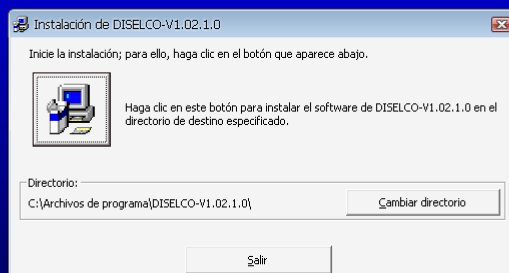 Instalación de DISELCO-V1.02.1.0
Inicie la instalación; para ello, haga clic en el botón que aparece abajo.
Haga clic en este botón para instalar el software de DISELCO-V1.02.1.0 en el
directorio de destino especificado.
Directorio:
C:\Archivos de programa\DISELCO-V1.02.1.0\
Cambiar directorio
Salir